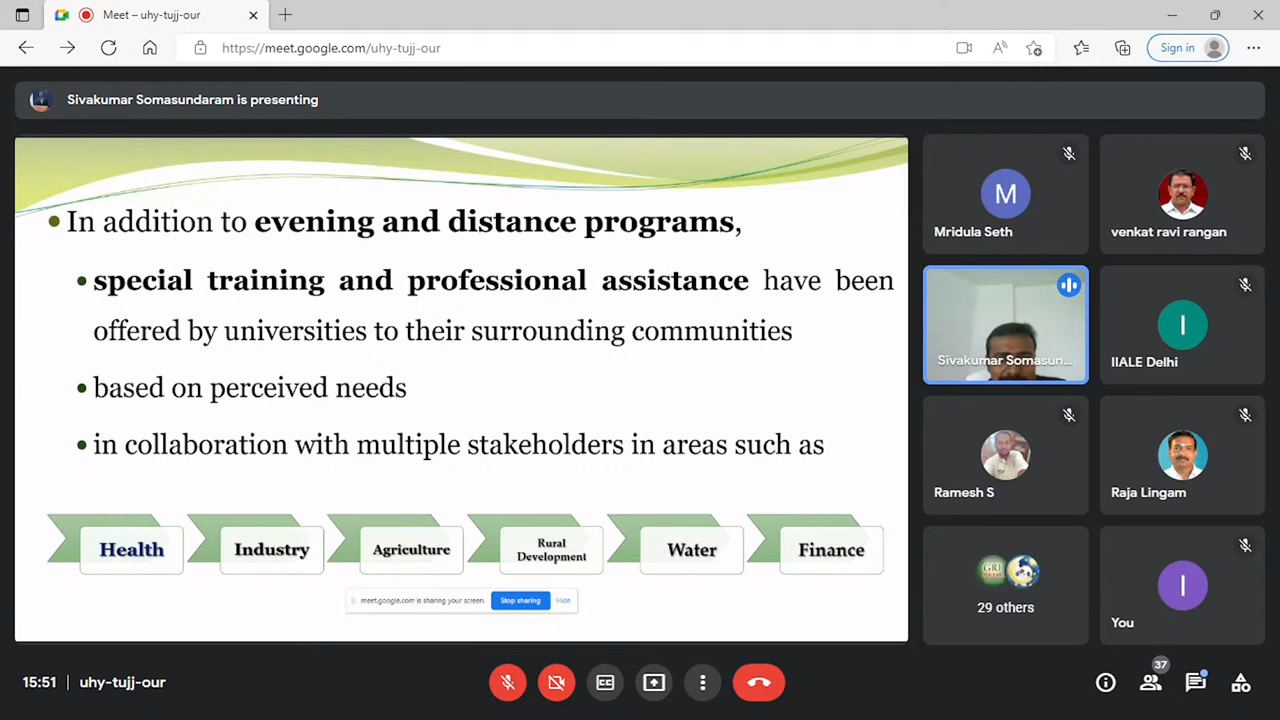 Meet – uhy-tujj-our
https://meet.google.com/uhy-tujj-our
Sign in
Sivakumar Somasundaram is presenting
• In addition to evening and distance programs,
• special training and professional assistance have been
offered by universities to their surrounding communities
• based on perceived needs
• in collaboration with multiple stakeholders in areas such as
Health
Industry
Agriculture
Rural
Development
Water
Finance
meet.google.com is sharing your screen.
Stop sharing
Hide
M
Mridula Seth
venkat ravi rangan
Sivakumar Somasun...
I
IIALE Delhi
Ramesh S
Raja Lingam
GRI
29 others
I
You
15:51 | uhy-tujj-our
37